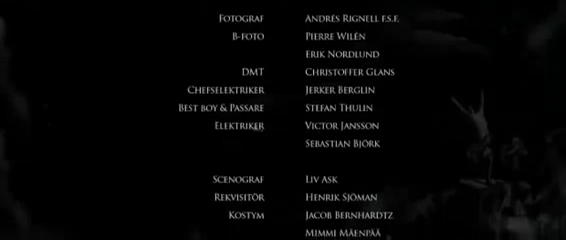 FOTOGRAF ANDRÉS RIGNELL F.S.F.
B-FOTO PIERRE WILÉN
ERIK NORDLUND
DMT CHRISTOFFER GLANS
CHEFSELEKTRIKER JERKER BERGLIN
BEST BOY & PASSARE STEFAN THULIN
ELEKTRIKER VICTOR JANSSON
SEBASTIAN BJÖRK
SCENOGRAF LIV ASK
REKVISITÖR HENRIK SJÖMAN
KOSTYM JACOB BERNHARDTZ
MIMMI MÄENPÄÄ